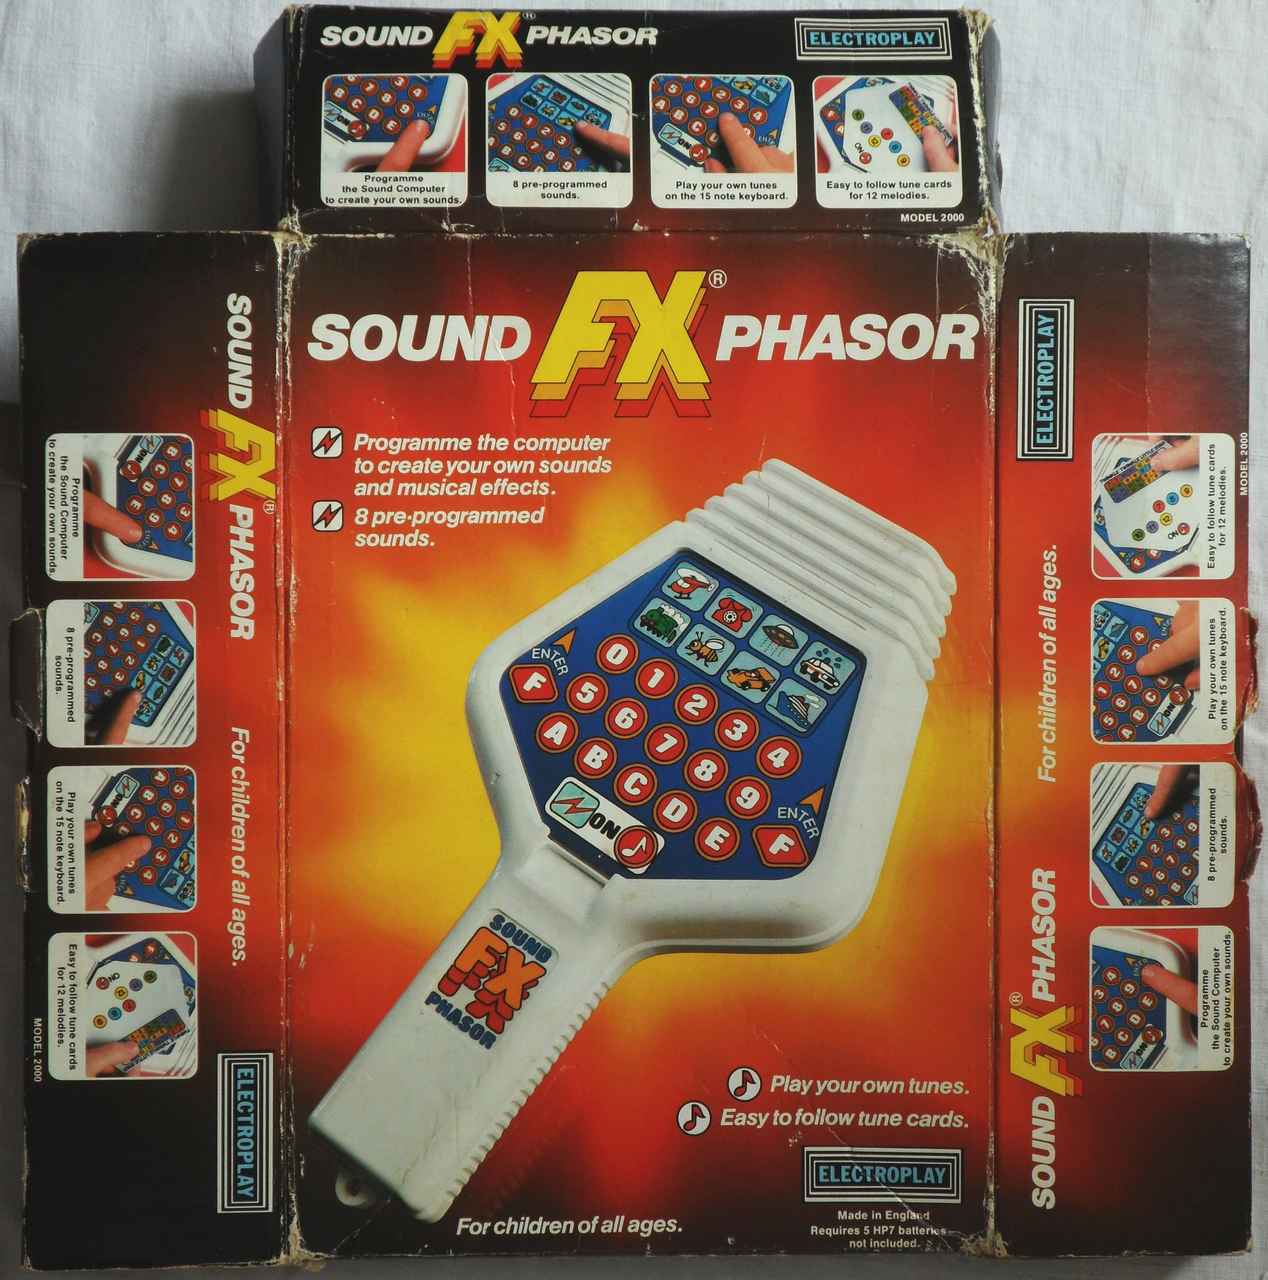 SOUND FX® PHASOR
ELECTROPLAY
Programme
the Sound Computer
to create your own sounds.
8 pre-programmed
sounds.
Play your own tunes
on the 15 note keyboard.
Easy to follow tune cards
for 12 melodies.
MODEL 2000
SOUND FX® PHASOR
Programme the computer
to create your own sounds
and musical effects.
8 pre-programmed
sounds.
ENTER
0 1 2 3 4
F 5 6 7 8 9
A B C D E F
ENTER
ON
SOUND
FX
PHASOR
Play your own tunes.
Easy to follow tune cards.
ELECTROPLAY
Made in England
Requires 5 HP7 batteries
not included.
For children of all ages.
SOUND FX® PHASOR
For children of all ages.
ELECTROPLAY
Programme
the Sound Computer
to create your own sounds
8 pre-programmed
sounds.
Play your own tunes
on the 15 note keyboard.
Easy to follow tune cards
for 12 melodies.
MODEL 2000
SOUND FX® PHASOR
For children of all ages.
ELECTROPLAY
Programme
the Sound Computer
to create your own sounds.
8 pre-programmed
sounds.
Play your own tunes
on the 15 note keyboard.
Easy to follow tune cards
for 12 melodies.
MODEL 2000